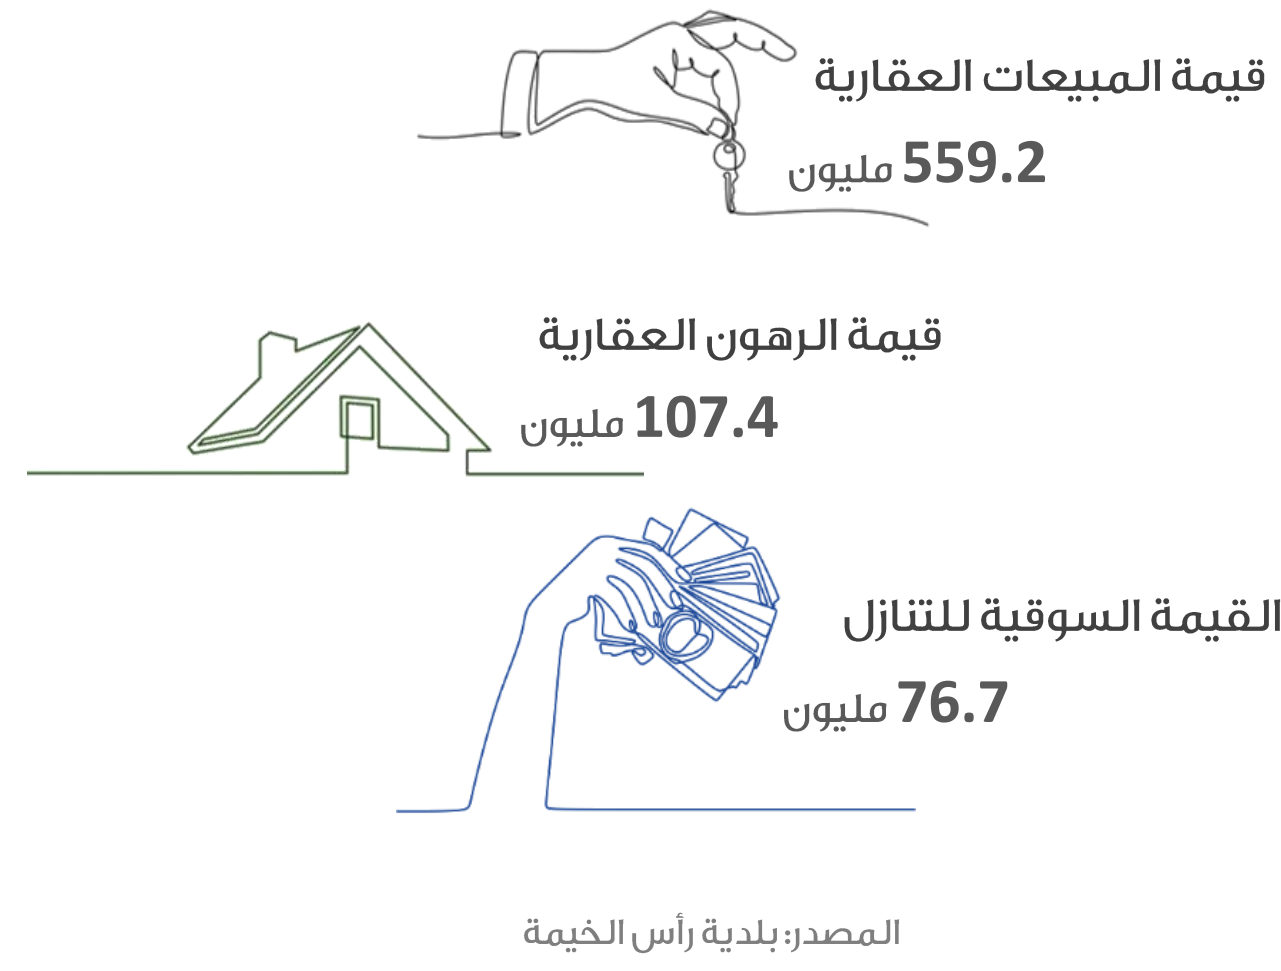 قيمة المبيعات العقارية
559.2 مليون
قيمة الرهون العقارية
107.4 مليون
القيمة السوقية للتنازل
76.7 مليون
المصدر: بلدية رأس الخيمة